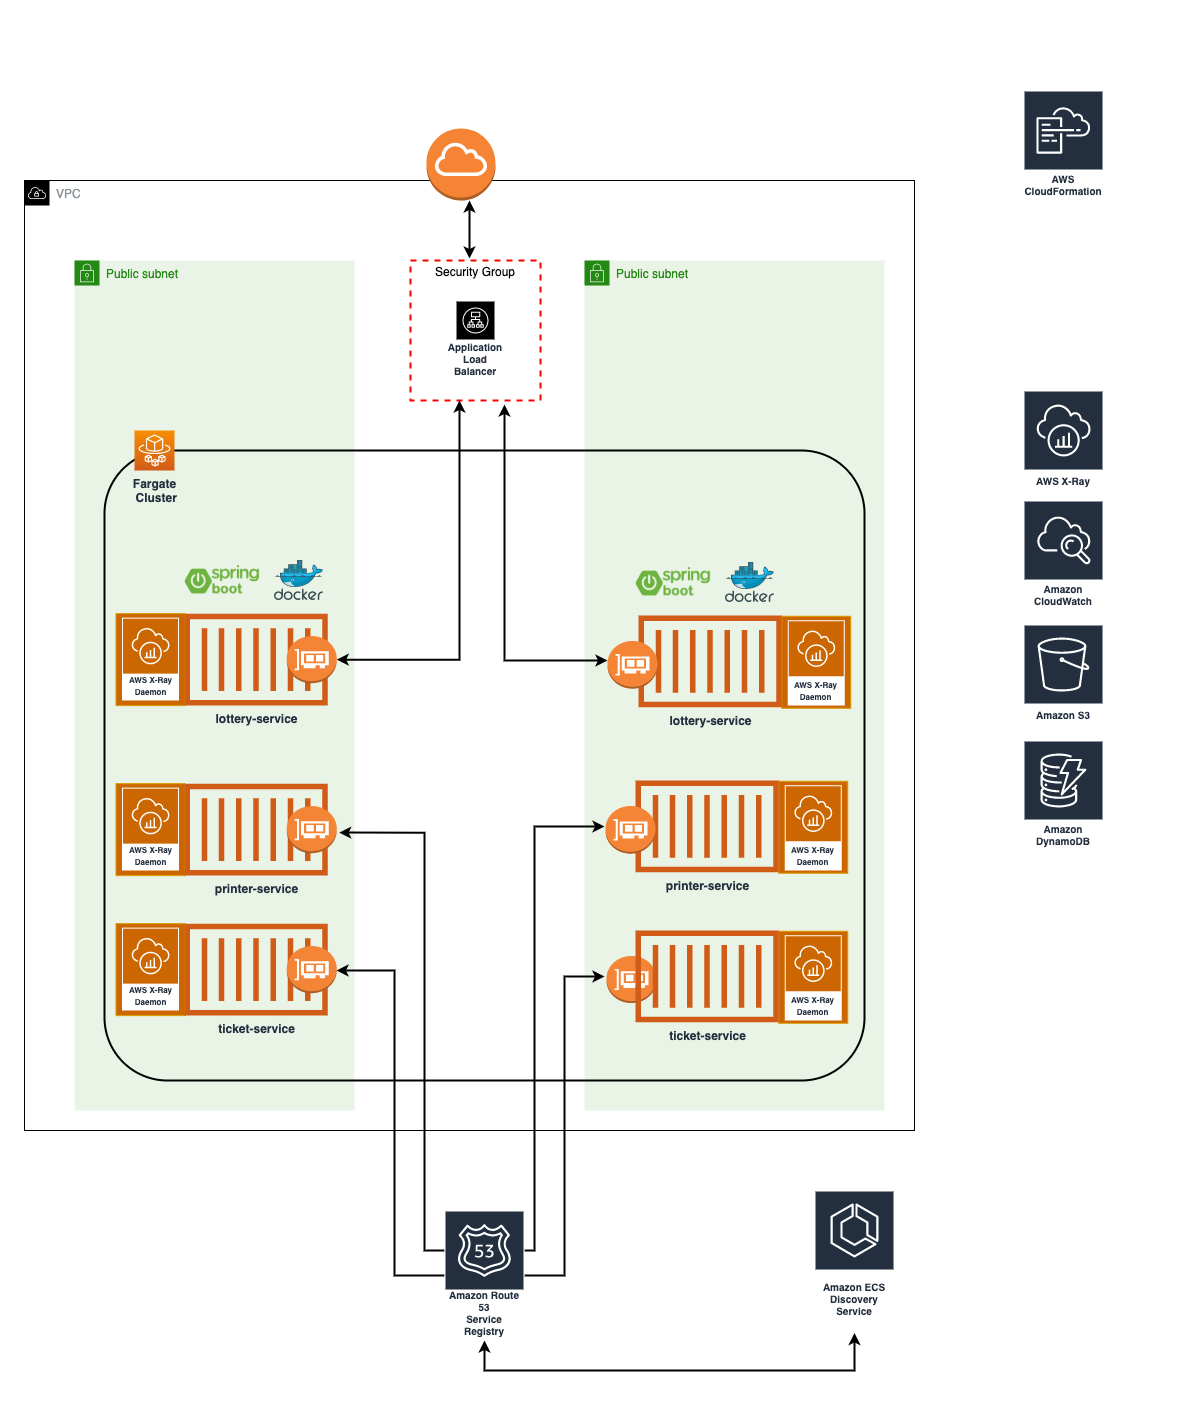 AWS
CloudFormation
VPC
Public subnet
Security Group
Public subnet
Application
Load
Balancer
Fargate
Cluster
AWS X-Ray
Amazon
CloudWatch
spring
boot
docker
spring
boot
docker
AWS X-Ray
Daemon
AWS X-Ray
Daemon
lottery-service
lottery-service
Amazon S3
AWS X-Ray
Daemon
AWS X-Ray
Daemon
printer-service
printer-service
Amazon
DynamoDB
AWS X-Ray
Daemon
AWS X-Ray
Daemon
ticket-service
ticket-service
53
Amazon Route
53
Service
Registry
Amazon ECS
Discovery
Service